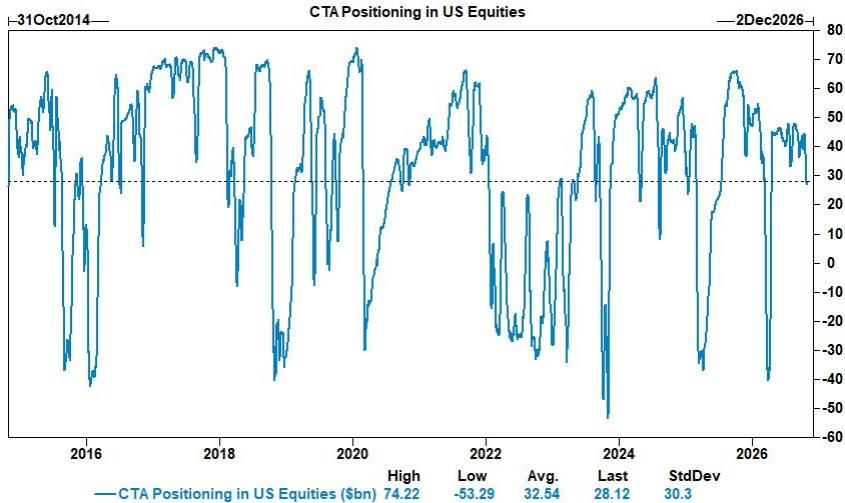 CTA Positioning in US Equities
31Oct2014
2Dec2026
80
70
60
50
40
30
20
10
0
-10
-20
-30
-40
-50
-60
2016 2018 2020 2022 2024 2026
High Low Avg. Last StdDev
CTA Positioning in US Equities ($bn) 74.22 -53.29 32.54 28.12 30.3